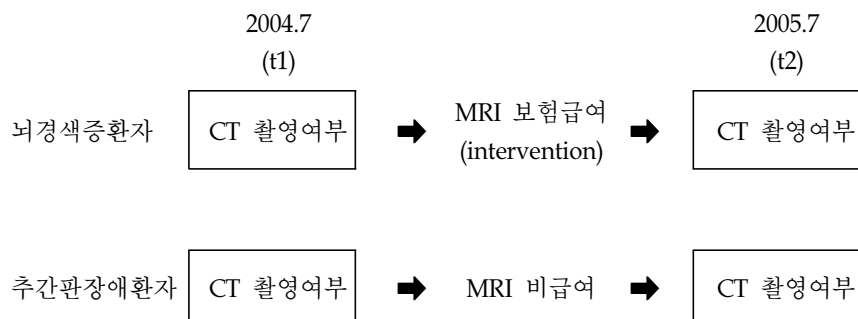 2004.7 2005.7
(t1) (t2)
뇌경색증환자 CT 촬영여부 MRI 보험급여 (intervention) CT 촬영여부
추간판장애환자 CT 촬영여부 MRI 비급여 CT 촬영여부